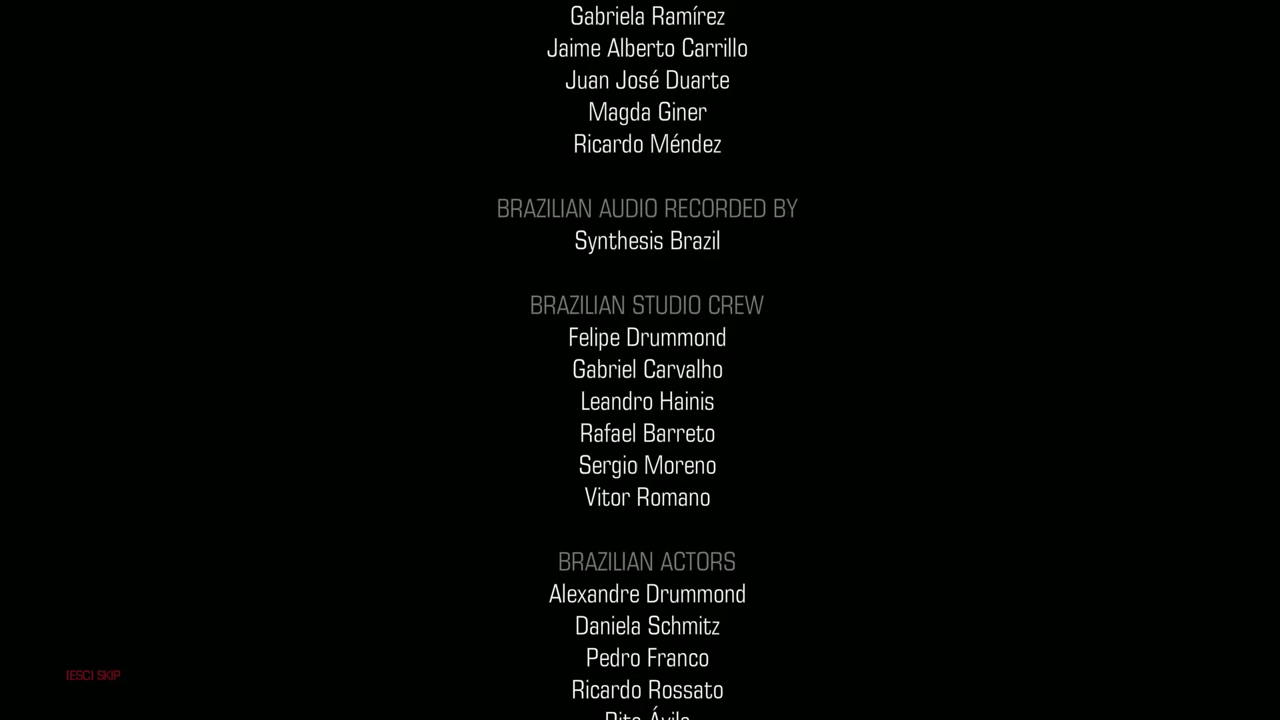 Gabriela Ramírez
Jaime Alberto Carrillo
Juan José Duarte
Magda Giner
Ricardo Méndez
BRAZILIAN AUDIO RECORDED BY
Synthesis Brazil
BRAZILIAN STUDIO CREW
Felipe Drummond
Gabriel Carvalho
Leandro Hainis
Rafael Barreto
Sergio Moreno
Vitor Romano
BRAZILIAN ACTORS
Alexandre Drummond
Daniela Schmitz
Pedro Franco
Ricardo Rossato
[ESC] SKIP